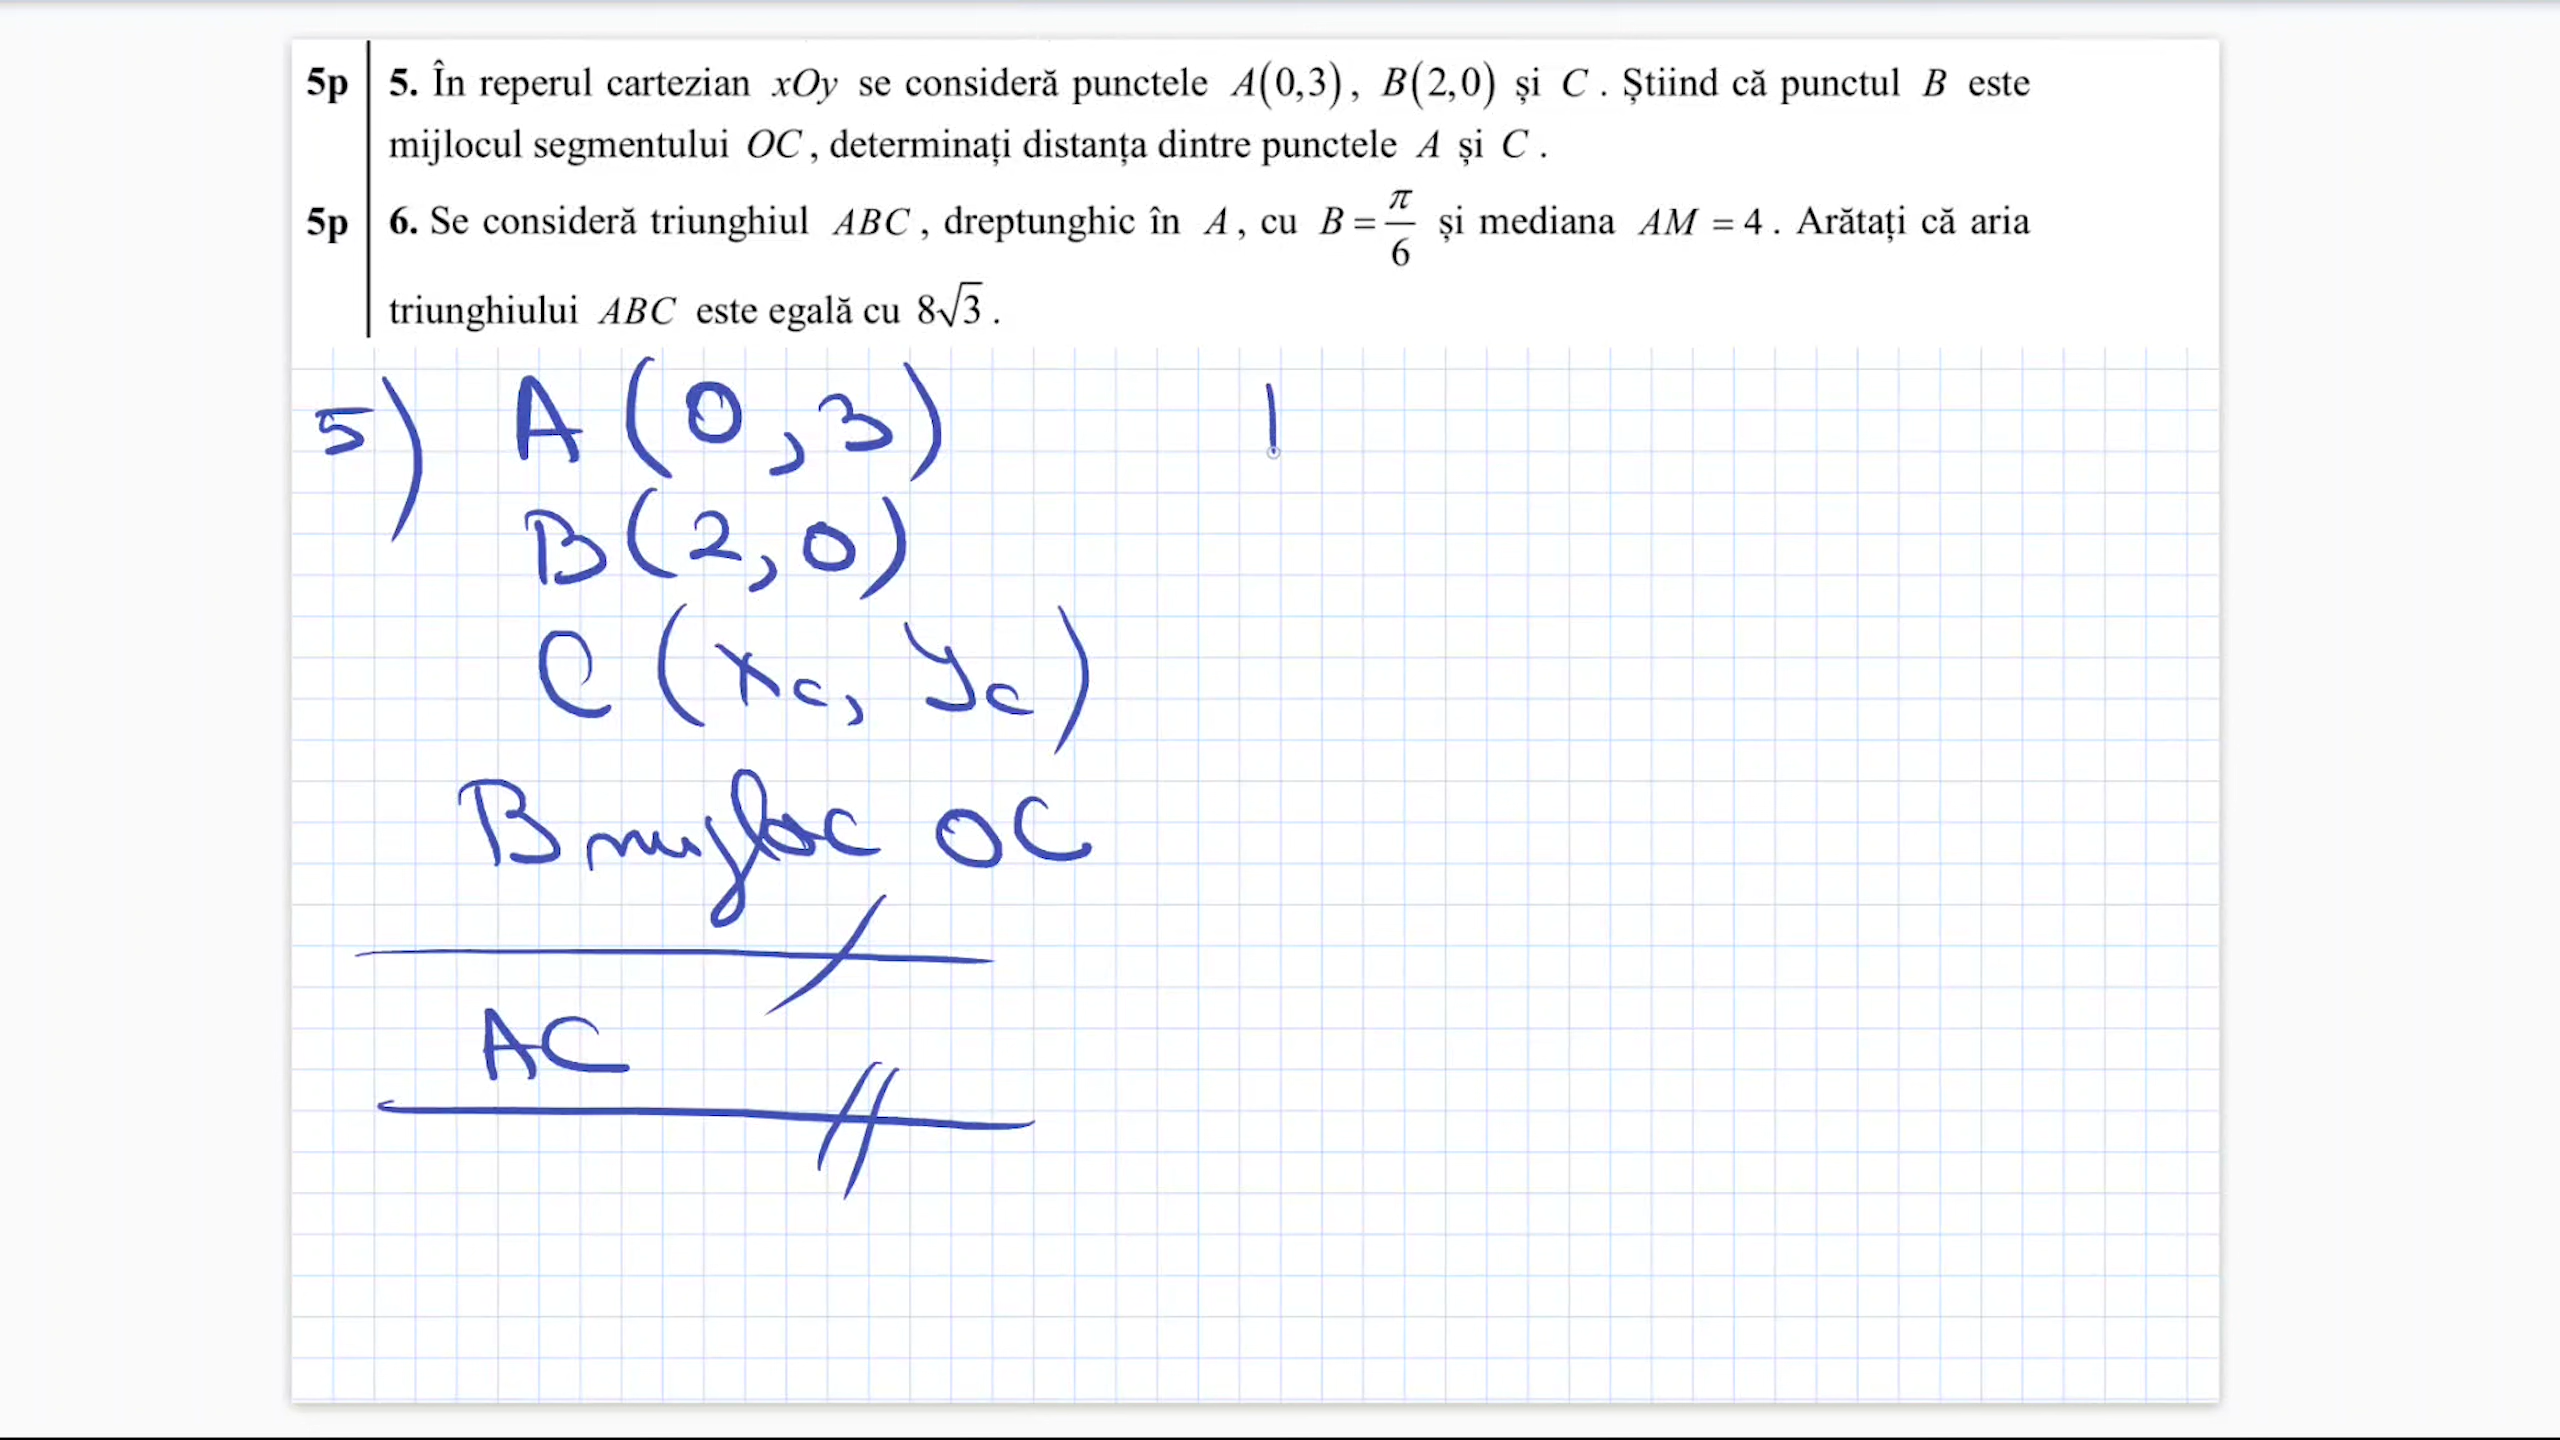 5p 5. În reperul cartezian xOy se consideră punctele A(0,3), B(2,0) și C. Știind că punctul B este
mijlocul segmentului OC, determinați distanța dintre punctele A și C.
5p 6. Se consideră triunghiul ABC, dreptunghic în A, cu B = π/6 și mediana AM = 4. Arătați că aria
triunghiului ABC este egală cu 8√3.
5) A(0,3)
B(2,0)
C(xc, yc)
B mijloc OC
AC